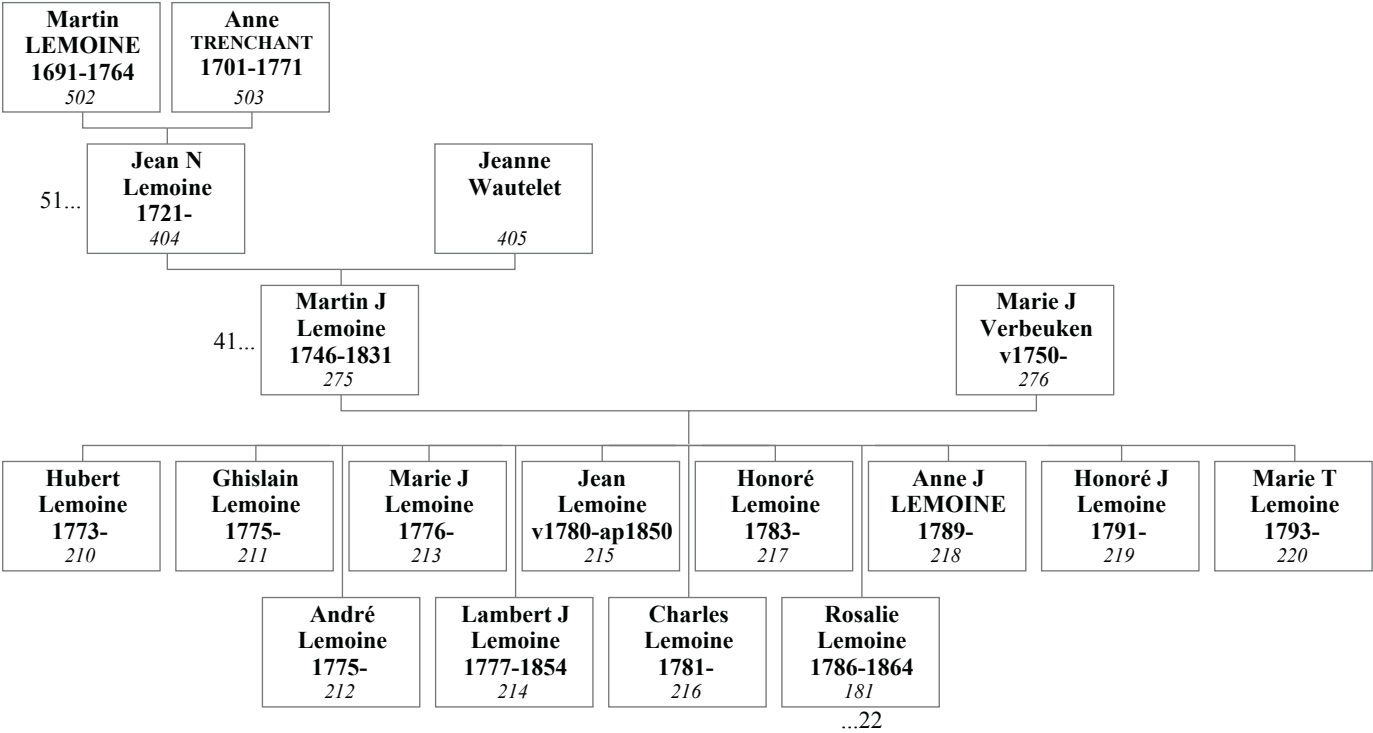 Martin
LEMOINE
1691-1764
502
Anne
TRENCHANT
1701-1771
503
51...
Jean N
Lemoine
1721-
404
Jeanne
Wautelet
405
41...
Martin J
Lemoine
1746-1831
275
Marie J
Verbeuken
v1750-
276
Hubert
Lemoine
1773-
210
Ghislain
Lemoine
1775-
211
Marie J
Lemoine
1776-
213
Jean
Lemoine
v1780-ap1850
215
Honoré
Lemoine
1783-
217
Anne J
LEMOINE
1789-
218
Honoré J
Lemoine
1791-
219
Marie T
Lemoine
1793-
220
André
Lemoine
1775-
212
Lambert J
Lemoine
1777-1854
214
Charles
Lemoine
1781-
216
Rosalie
Lemoine
1786-1864
181
...22